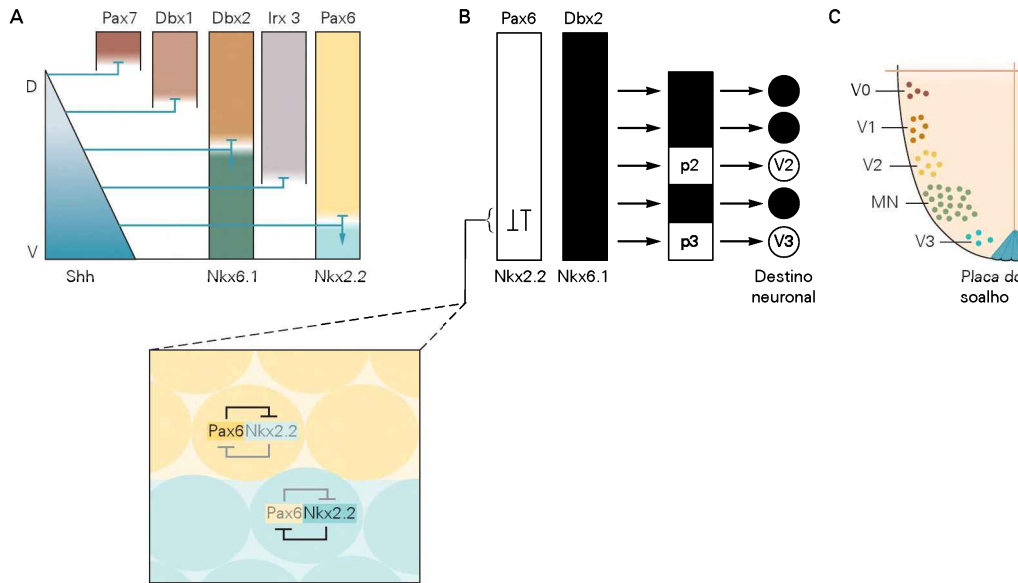 A
Pax7 Dbx1 Dbx2 Irx 3 Pax6
D
V
Shh
Nkx6.1
Nkx2.2
B
Pax6 Dbx2
Nkx2.2 Nkx6.1
p2
p3
V2
V3
Destino
neuronal
C
V0
V1
V2
MN
V3
Placa do
soalho
Pax6 Nkx2.2
Pax6 Nkx2.2